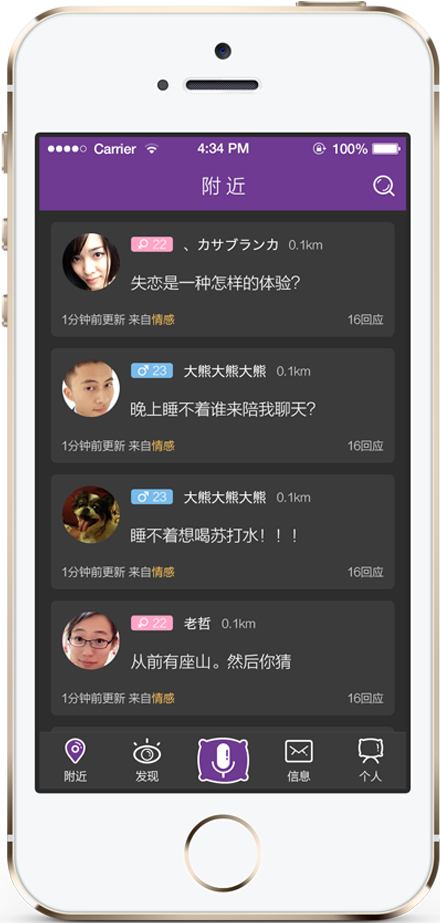 Carrier 4:34 PM 100%
附近
22 、カサブランカ 0.1km
失恋是一种怎样的体验?
1分钟前更新 来自情感 16回应
23 大熊大熊大熊 0.1km
晚上睡不着谁来陪我聊天?
1分钟前更新 来自情感 16回应
23 大熊大熊大熊 0.1km
睡不着想喝苏打水！！！
1分钟前更新 来自情感 16回应
22 老哲 0.1km
从前有座山。然后你猜
1分钟前更新 来自情感 16回应
附近 发现 信息 个人